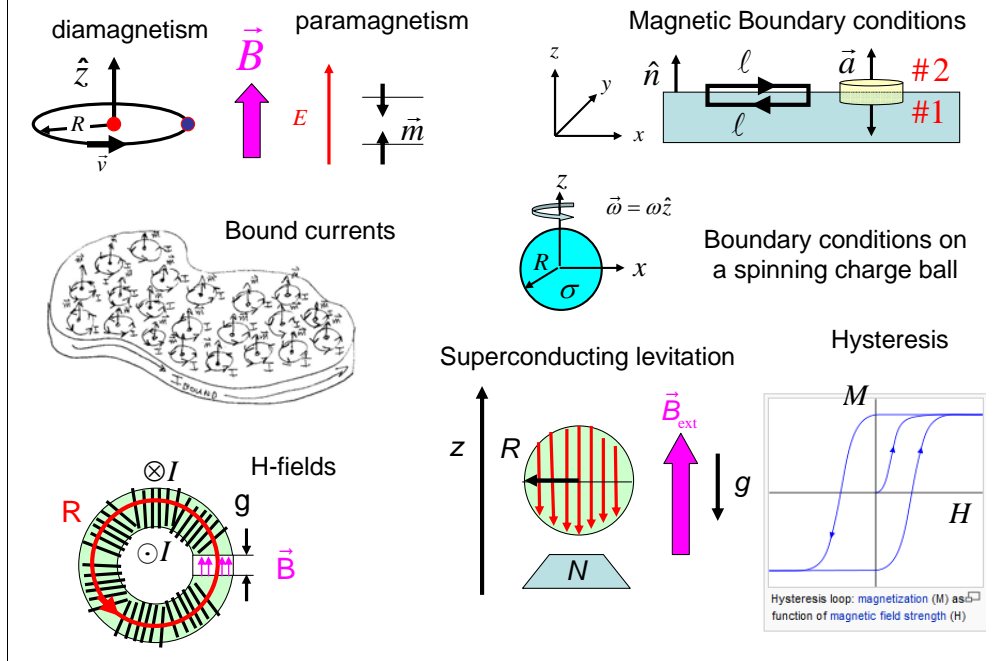 diamagnetism
paramagnetism
Magnetic Boundary conditions
ẑ
R
v⃗
B⃗
E
m⃗
z
y
x
n̂
ℓ
ℓ
a⃗
#2
#1
Bound currents
I BOUND
z
ω⃗ = ωẑ
R
x
σ
Boundary conditions on
a spinning charge ball
Superconducting levitation
z
R
B⃗ext
g
N
Hysteresis
M
H
Hysteresis loop: magnetization (M) as
function of magnetic field strength (H)
H-fields
⊗I
R
g
⊙I
B⃗